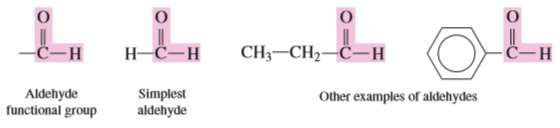 O O O O
—C—H H—C—H CH₃—CH₂—C—H C—H
Aldehyde Simplest Other examples of aldehydes
functional group aldehyde